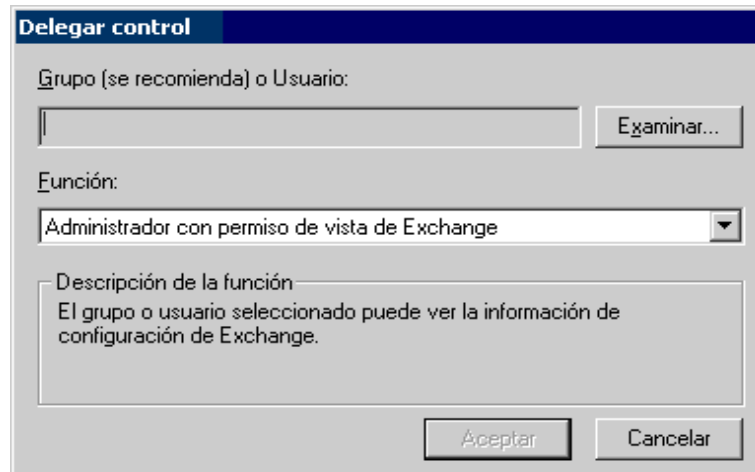 Delegar control
Grupo (se recomienda) o Usuario:
Examinar...
Función:
Administrador con permiso de vista de Exchange
Descripción de la función
El grupo o usuario seleccionado puede ver la información de
configuración de Exchange.
Aceptar
Cancelar